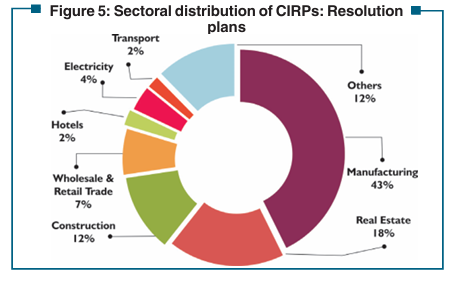 Figure 5: Sectoral distribution of CIRPs: Resolution
plans
Transport
2%
Electricity
4%
Hotels
2%
Wholesale &
Retail Trade
7%
Construction
12%
Others
12%
Manufacturing
43%
Real Estate
18%